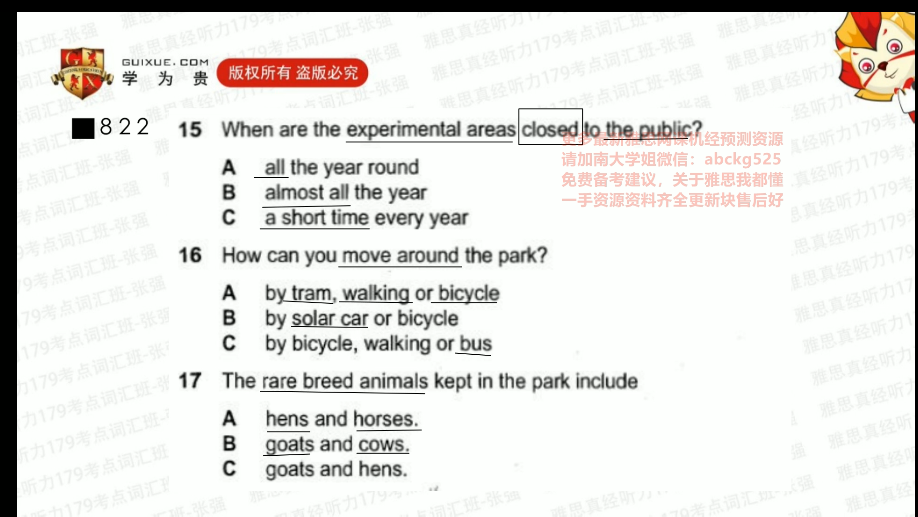 GUIXUE.COM
学 为 贵
版权所有 盗版必究
■822
15 When are the experimental areas closed to the public?
A all the year round
B almost all the year
C a short time every year
更多最新雅思网课机经预测资源
请加南大学姐微信：abckg525
免费备考建议，关于雅思我都懂
一手资源资料齐全更新块售后好
16 How can you move around the park?
A by tram, walking or bicycle
B by solar car or bicycle
C by bicycle, walking or bus
17 The rare breed animals kept in the park include
A hens and horses.
B goats and cows.
C goats and hens.
雅思真经听力179考点词汇班-张强